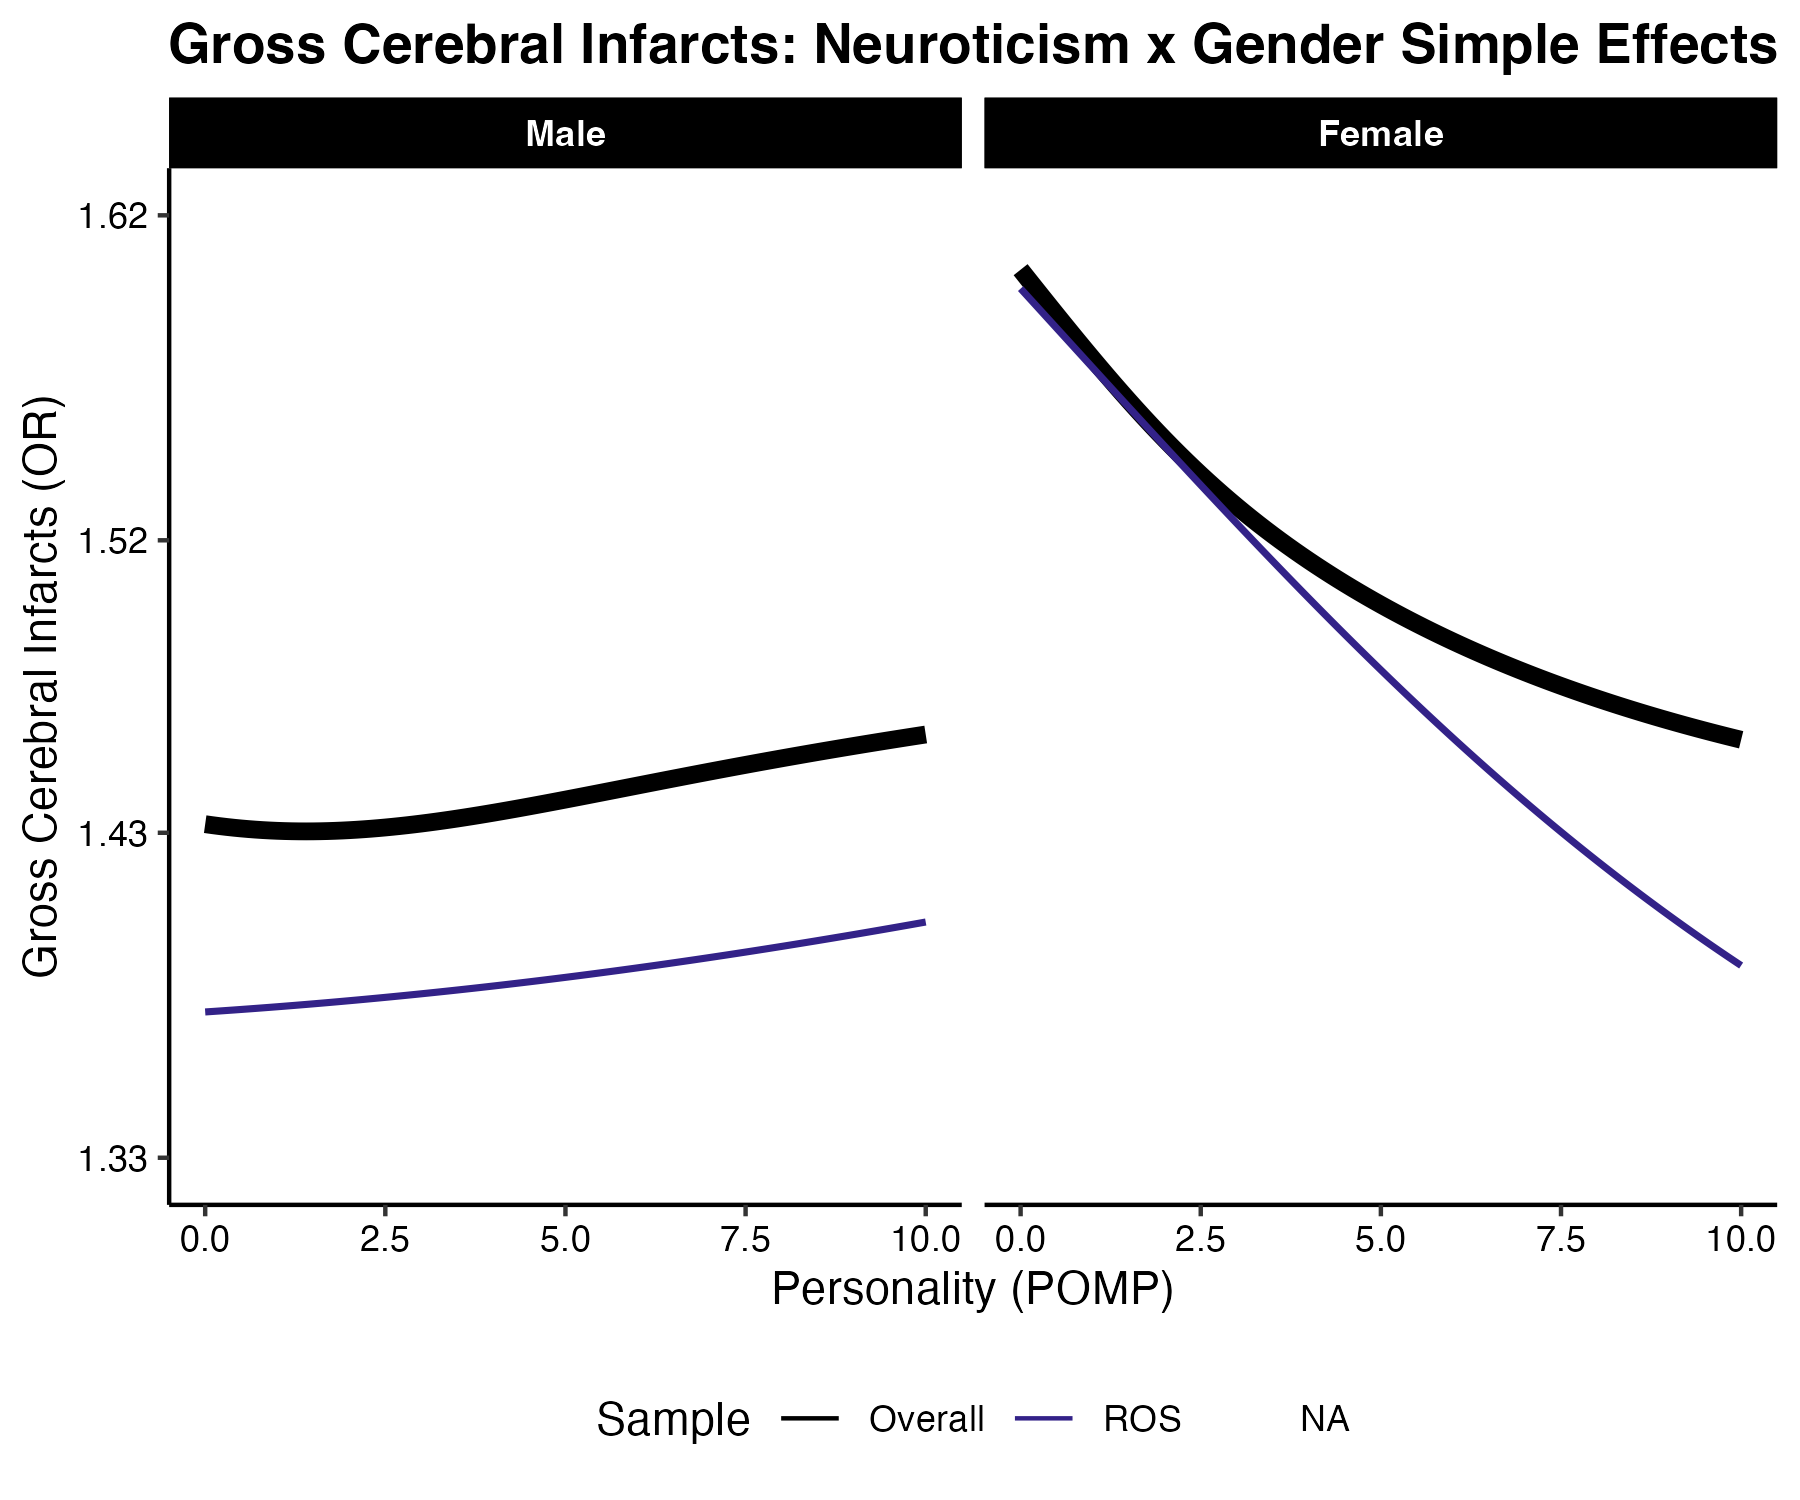 Gross Cerebral Infarcts: Neuroticism x Gender Simple Effects
Male
Female
Gross Cerebral Infarcts (OR)
1.62
1.52
1.43
1.33
0.0 2.5 5.0 7.5 10.0
0.0 2.5 5.0 7.5 10.0
Personality (POMP)
Sample Overall ROS NA